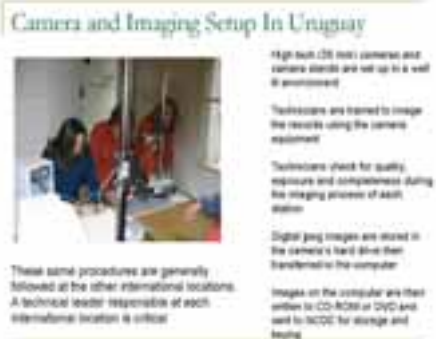 Camera and Imaging Setup In Uruguay
High tech (35 mm) cameras and
camera stands are set up in a well
lit environment
Technicians are trained to image
the records using the camera
equipment
Technicians check for quality,
exposure and completeness during
the imaging process of each
station
Digital jpeg images are stored in
the camera's hard drive then
transferred to the computer
Images on the computer are then
written to CD-ROM or DVD and
sent to NCDC for storage and
keying
These same procedures are generally
followed at the other international locations.
A technical leader responsible at each
international location is critical